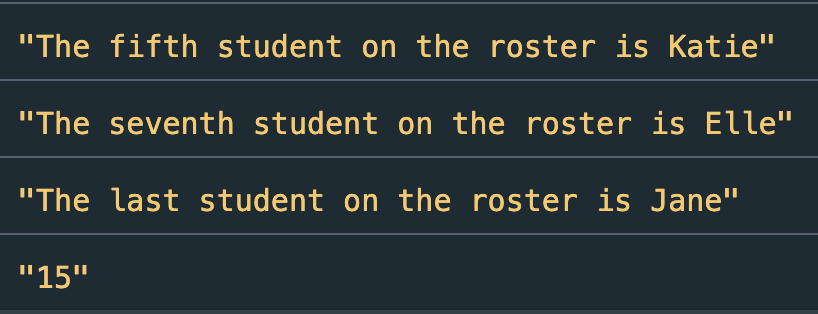 "The fifth student on the roster is Katie"
"The seventh student on the roster is Elle"
"The last student on the roster is Jane"
"15"